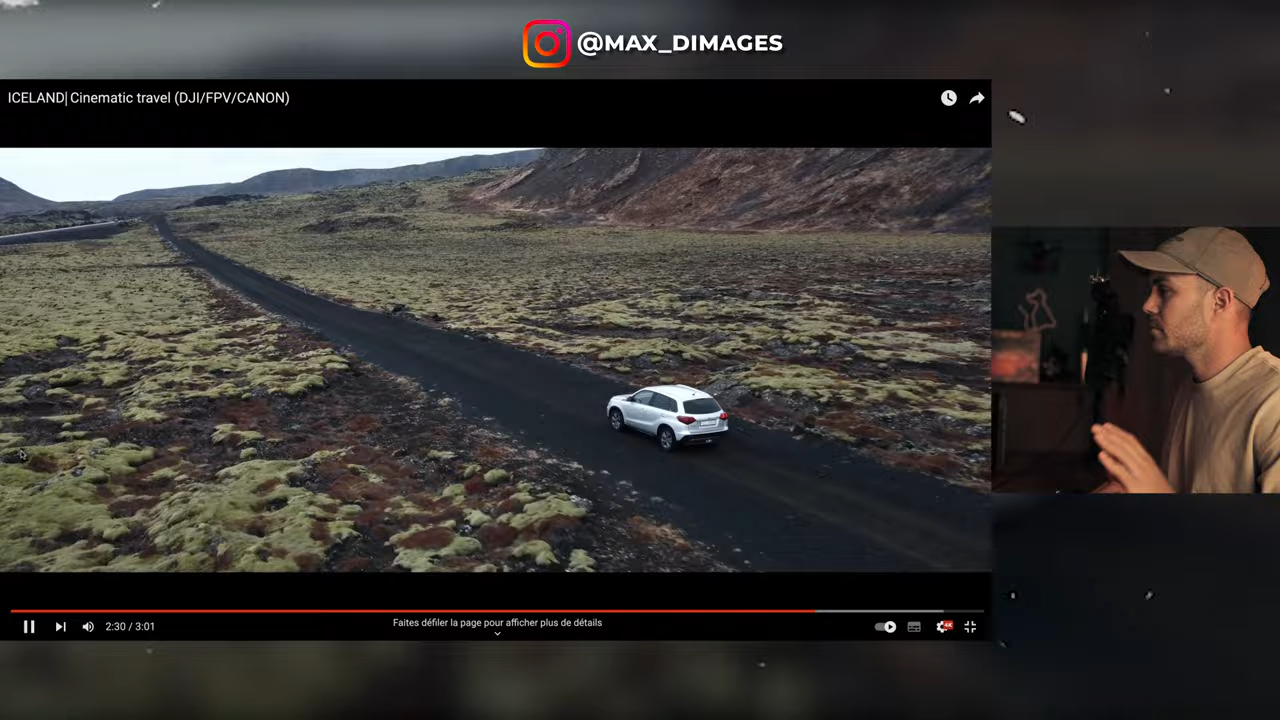 @MAX_DIMAGES
ICELAND| Cinematic travel (DJI/FPV/CANON)
2:30 / 3:01
Faites défiler la page pour afficher plus de détails
4K